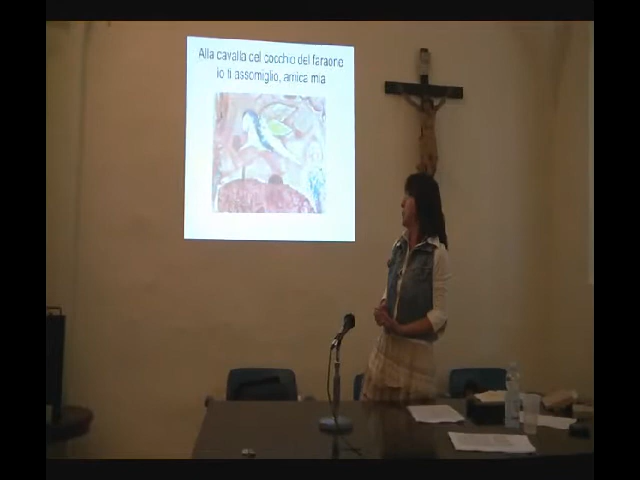 Alla cavalla del cocchio del faraone
io ti assomiglio, amica mia